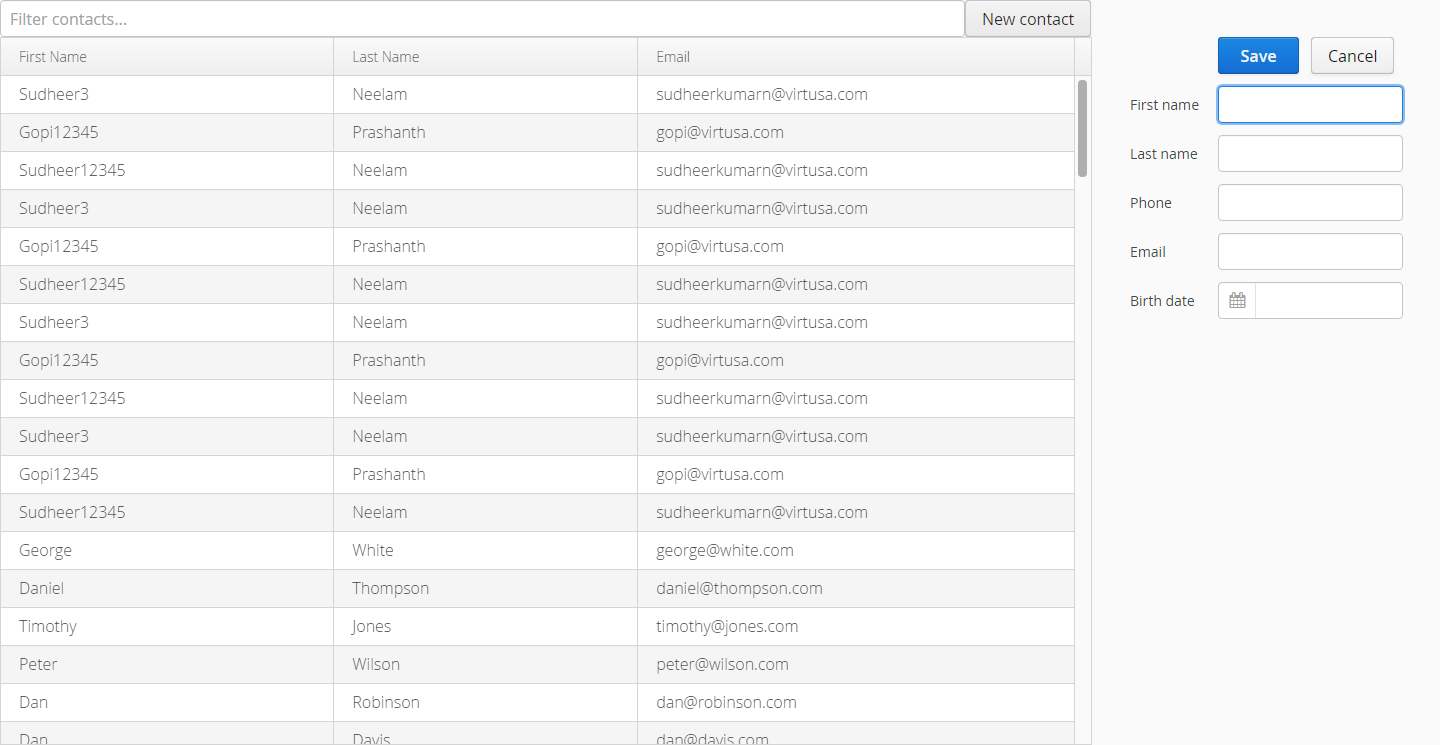 Filter contacts... New contact
First Name Last Name Email
Sudheer3 Neelam sudheerkumarn@virtusa.com
Gopi12345 Prashanth gopi@virtusa.com
Sudheer12345 Neelam sudheerkumarn@virtusa.com
Sudheer3 Neelam sudheerkumarn@virtusa.com
Gopi12345 Prashanth gopi@virtusa.com
Sudheer12345 Neelam sudheerkumarn@virtusa.com
Sudheer3 Neelam sudheerkumarn@virtusa.com
Gopi12345 Prashanth gopi@virtusa.com
Sudheer12345 Neelam sudheerkumarn@virtusa.com
Sudheer3 Neelam sudheerkumarn@virtusa.com
Gopi12345 Prashanth gopi@virtusa.com
Sudheer12345 Neelam sudheerkumarn@virtusa.com
George White george@white.com
Daniel Thompson daniel@thompson.com
Timothy Jones timothy@jones.com
Peter Wilson peter@wilson.com
Dan Robinson dan@robinson.com
Dan Davis dan@davis.com
Save Cancel
First name
Last name
Phone
Email
Birth date